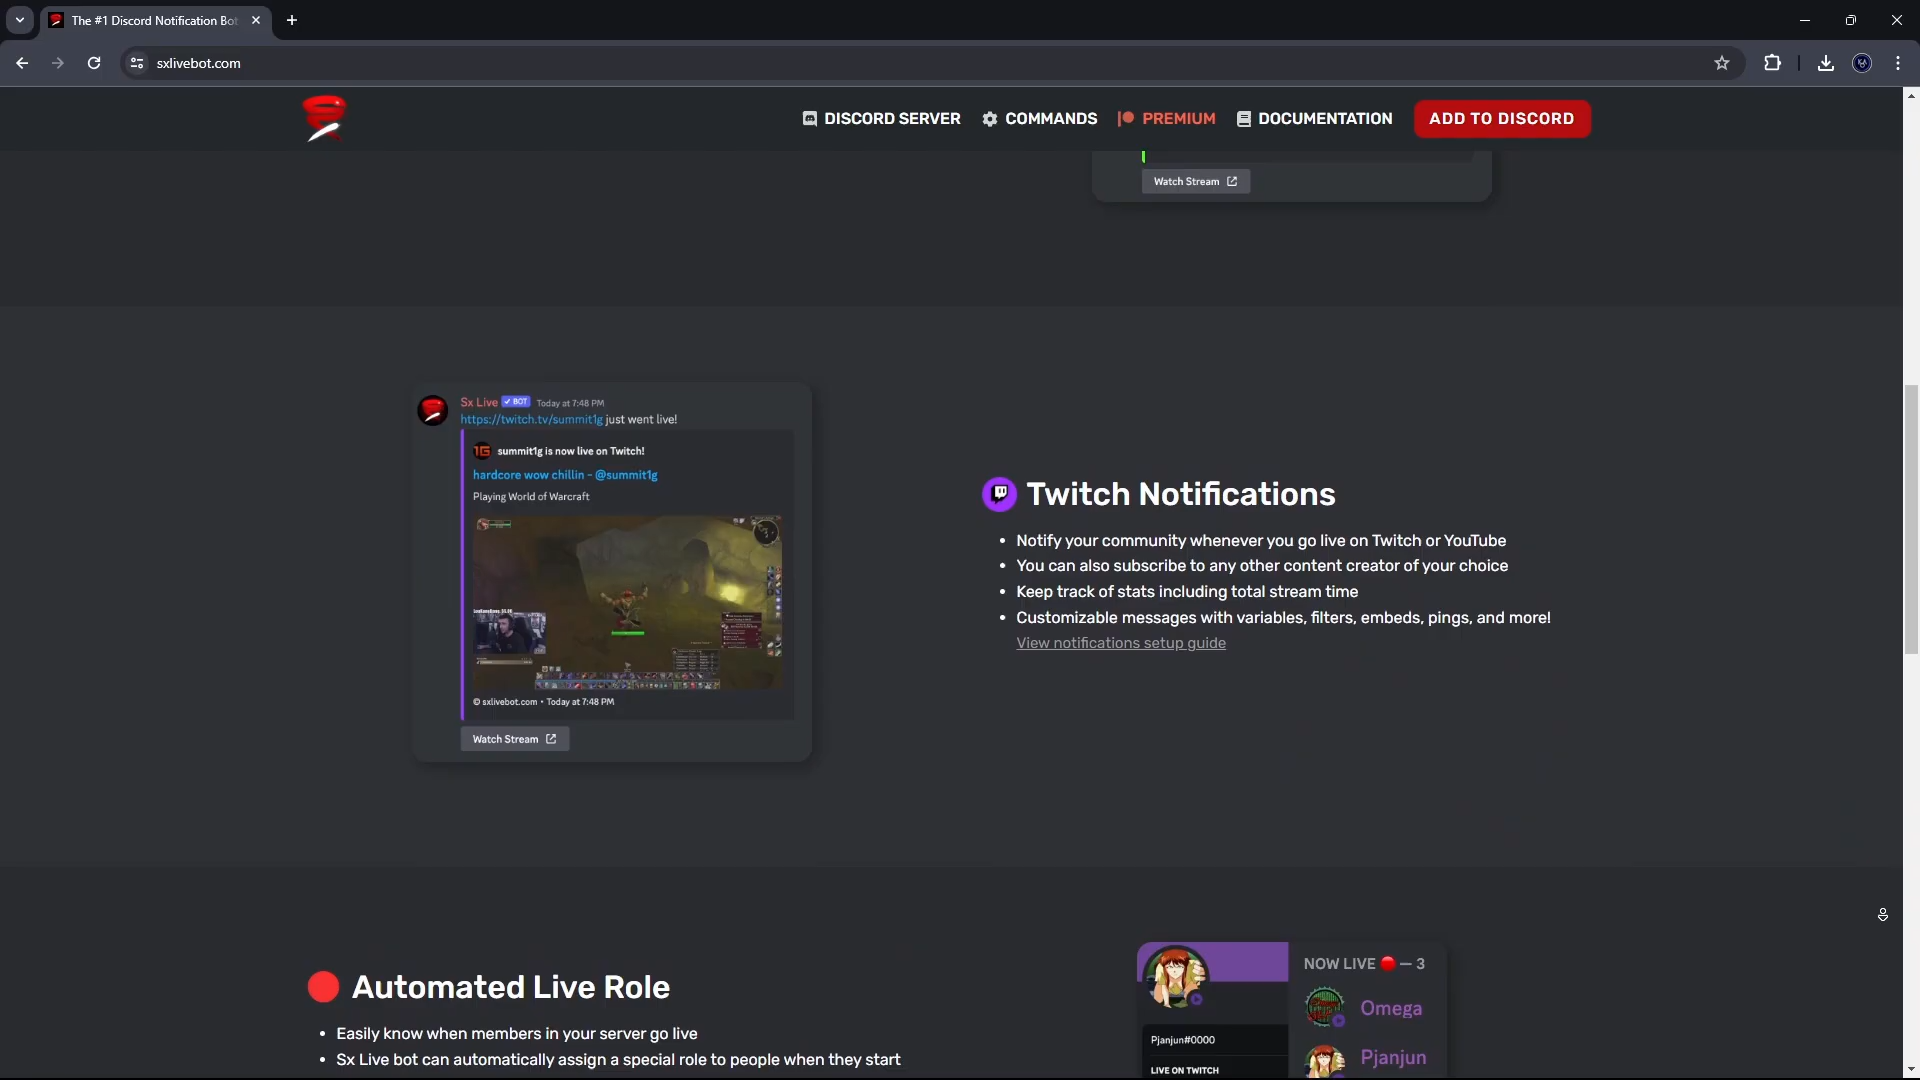 The #1 Discord Notification Bot
sxlivebot.com
DISCORD SERVER
COMMANDS
PREMIUM
DOCUMENTATION
ADD TO DISCORD
Watch Stream
Sx Live ✓ BOT Today at 7:48 PM
https://twitch.tv/summit1g just went live!
1G summit1g is now live on Twitch!
hardcore wow chillin - @summit1g
Playing World of Warcraft
© sxlivebot.com • Today at 7:48 PM
Watch Stream
Twitch Notifications
• Notify your community whenever you go live on Twitch or YouTube
• You can also subscribe to any other content creator of your choice
• Keep track of stats including total stream time
• Customizable messages with variables, filters, embeds, pings, and more!
View notifications setup guide
Automated Live Role
• Easily know when members in your server go live
• Sx Live bot can automatically assign a special role to people when they start
Pjanjun#0000
LIVE ON TWITCH
NOW LIVE 🔴 — 3
Omega
Pjanjun